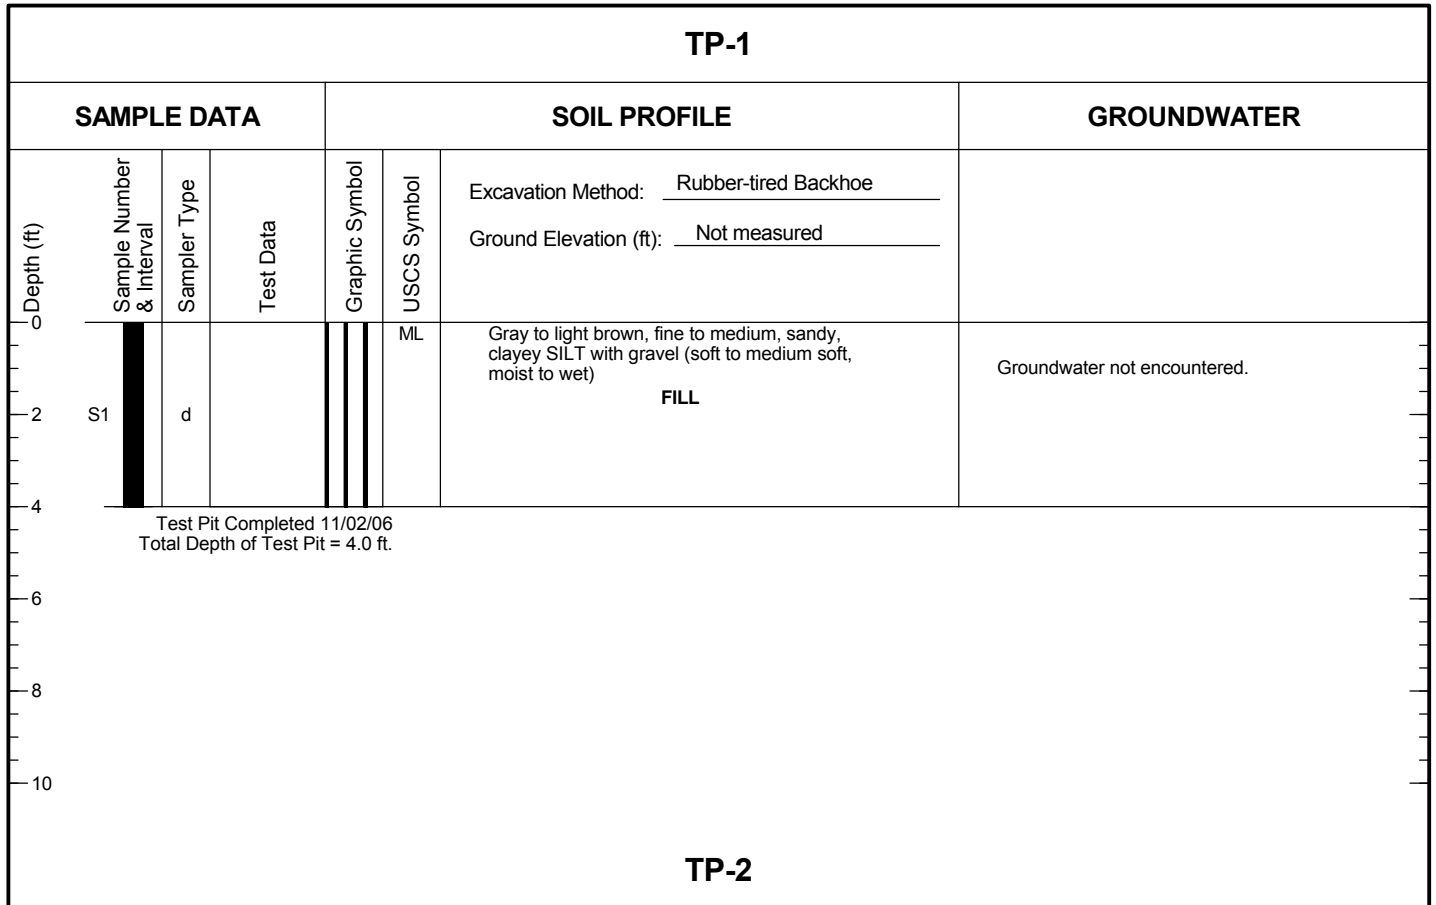 TP-1
SAMPLE DATA
SOIL PROFILE
GROUNDWATER
Depth (ft)
Sample Number
& Interval
Sampler Type
Test Data
Graphic Symbol
USCS Symbol
Excavation Method: Rubber-tired Backhoe
Ground Elevation (ft): Not measured
0
ML
Gray to light brown, fine to medium, sandy,
clayey SILT with gravel (soft to medium soft,
moist to wet)
FILL
Groundwater not encountered.
2
S1
d
4
Test Pit Completed 11/02/06
Total Depth of Test Pit = 4.0 ft.
6
8
10
TP-2